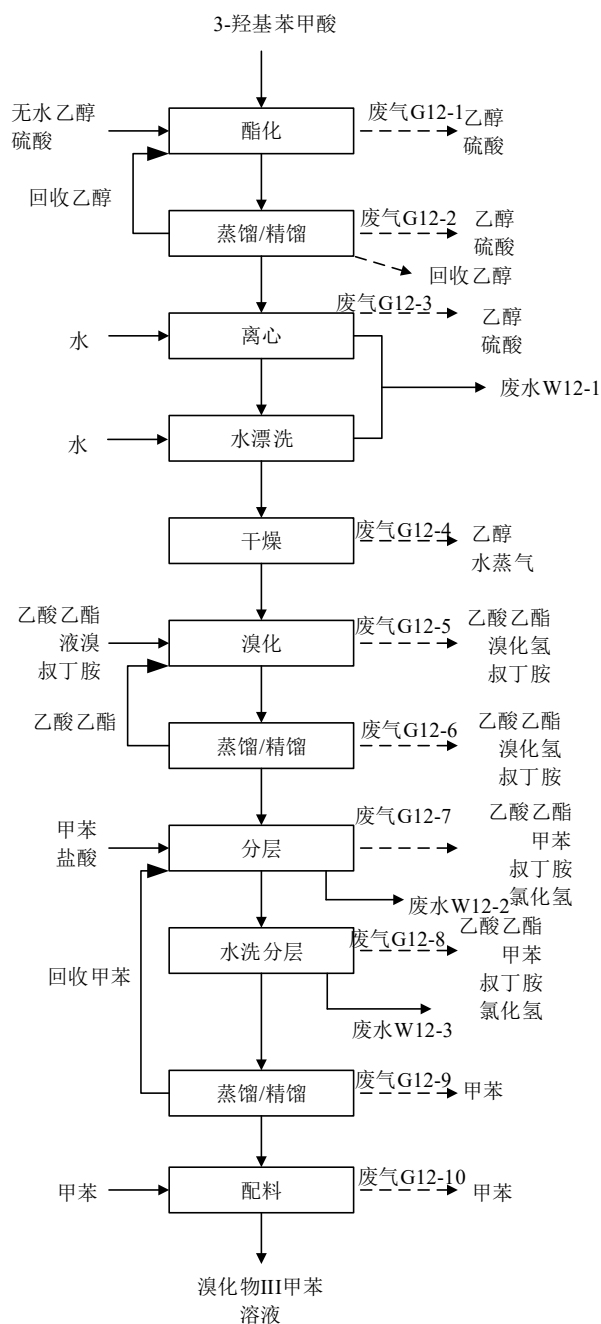 3-羟基苯甲酸
无水乙醇
硫酸
酯化
废气G12-1
乙醇
硫酸
回收乙醇
蒸馏/精馏
废气G12-2
乙醇
硫酸
回收乙醇
水
离心
废气G12-3
乙醇
硫酸
废水W12-1
水
水漂洗
干燥
废气G12-4
乙醇
水蒸气
乙酸乙酯
液溴
叔丁胺
溴化
废气G12-5
乙酸乙酯
溴化氢
叔丁胺
乙酸乙酯
蒸馏/精馏
废气G12-6
乙酸乙酯
溴化氢
叔丁胺
甲苯
盐酸
分层
废气G12-7
乙酸乙酯
甲苯
叔丁胺
氯化氢
废水W12-2
回收甲苯
水洗分层
废气G12-8
乙酸乙酯
甲苯
叔丁胺
氯化氢
废水W12-3
蒸馏/精馏
废气G12-9
甲苯
甲苯
配料
废气G12-10
甲苯
溴化物III甲苯
溶液